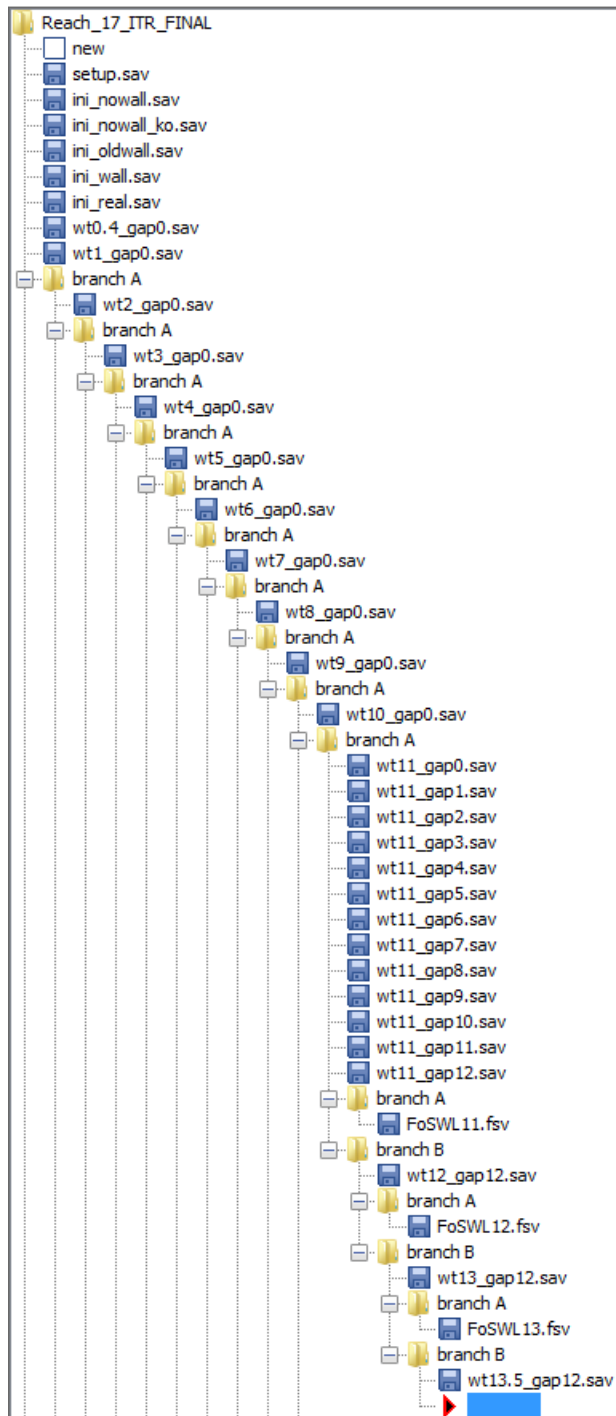 Reach_17_ITR_FINAL
new
setup.sav
ini_nowall.sav
ini_nowall_ko.sav
ini_oldwall.sav
ini_wall.sav
ini_real.sav
wt0.4_gap0.sav
wt1_gap0.sav
branch A
wt2_gap0.sav
branch A
wt3_gap0.sav
branch A
wt4_gap0.sav
branch A
wt5_gap0.sav
branch A
wt6_gap0.sav
branch A
wt7_gap0.sav
branch A
wt8_gap0.sav
branch A
wt9_gap0.sav
branch A
wt10_gap0.sav
branch A
wt11_gap0.sav
wt11_gap1.sav
wt11_gap2.sav
wt11_gap3.sav
wt11_gap4.sav
wt11_gap5.sav
wt11_gap6.sav
wt11_gap7.sav
wt11_gap8.sav
wt11_gap9.sav
wt11_gap10.sav
wt11_gap11.sav
wt11_gap12.sav
branch A
FoSWL11.fsv
branch B
wt12_gap12.sav
branch A
FoSWL12.fsv
branch B
wt13_gap12.sav
branch A
FoSWL13.fsv
branch B
wt13.5_gap12.sav